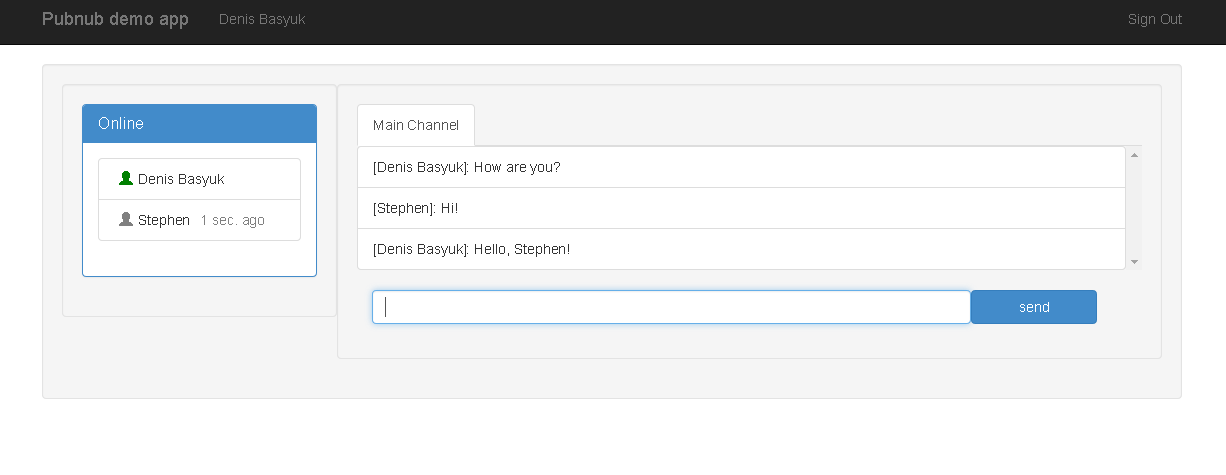 Pubnub demo app Denis Basyuk Sign Out
Online
Denis Basyuk
Stephen 1 sec. ago
Main Channel
[Denis Basyuk]: How are you?
[Stephen]: Hi!
[Denis Basyuk]: Hello, Stephen!
send